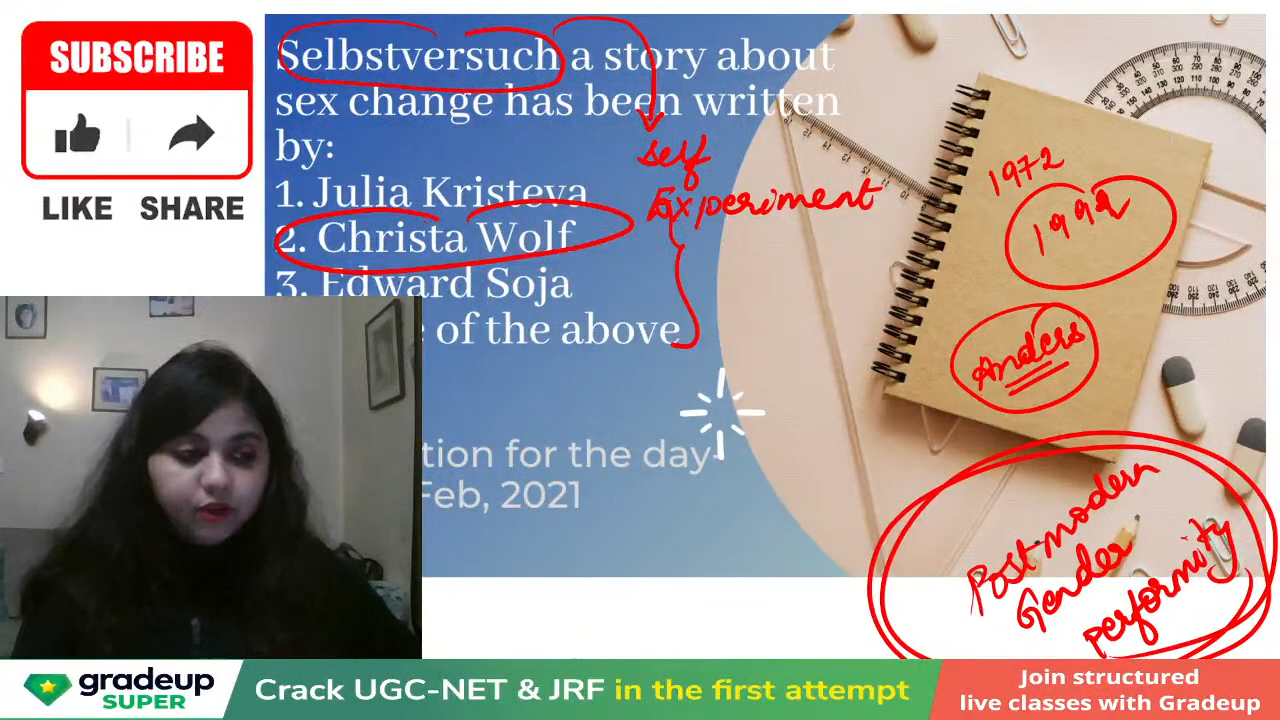 SUBSCRIBE
LIKE SHARE
Selbstversuch a story about
sex change has been written
by:
1. Julia Kristeva
2. Christa Wolf
3. Edward Soja
of the above
tion for the day-
Feb, 2021
self
Experiment
1972
1992
Anders
Post modern
Gender
performity
gradeup
SUPER
Crack UGC-NET & JRF in the first attempt
Join structured
live classes with Gradeup